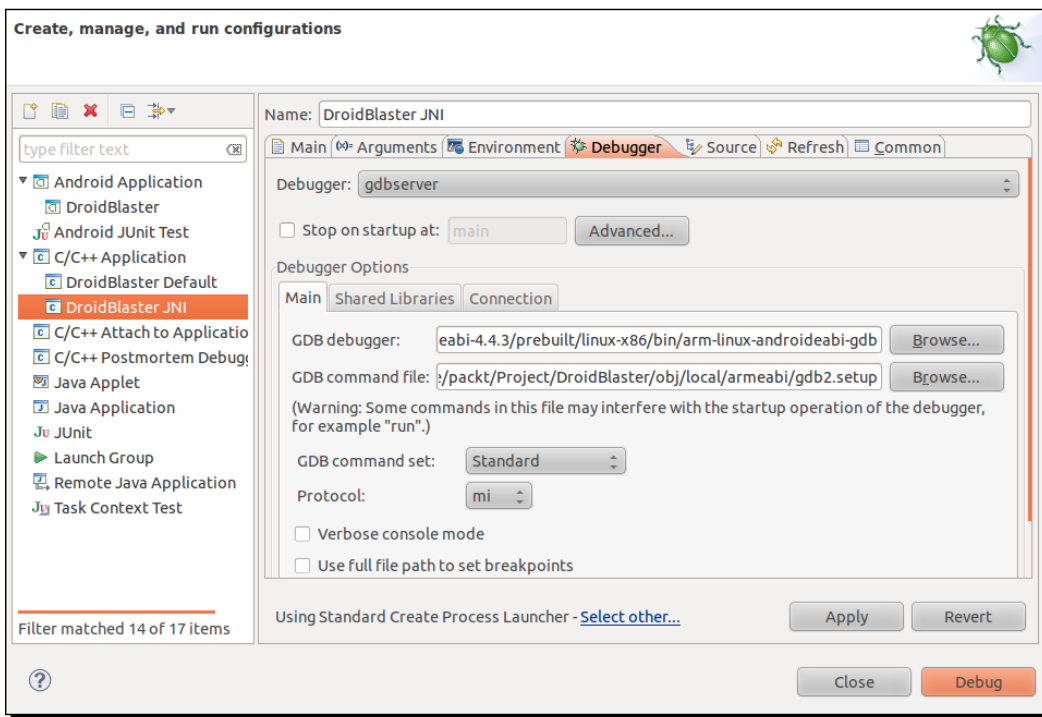 Create, manage, and run configurations
Name: DroidBlaster JNI
type filter text
Android Application
DroidBlaster
Android JUnit Test
C/C++ Application
DroidBlaster Default
DroidBlaster JNI
C/C++ Attach to Applicatio
C/C++ Postmortem Debug
Java Applet
Java Application
JUnit
Launch Group
Remote Java Application
Task Context Test
Filter matched 14 of 17 items
Main Arguments Environment Debugger Source Refresh Common
Debugger: gdbserver
Stop on startup at: main Advanced...
Debugger Options
Main Shared Libraries Connection
GDB debugger: eabi-4.4.3/prebuilt/linux-x86/bin/arm-linux-androideabi-gdb Browse...
GDB command file: e/packt/Project/DroidBlaster/obj/local/armeabi/gdb2.setup Browse...
(Warning: Some commands in this file may interfere with the startup operation of the debugger,
for example "run".)
GDB command set: Standard
Protocol: mi
Verbose console mode
Use full file path to set breakpoints
Using Standard Create Process Launcher - Select other... Apply Revert
? Close Debug